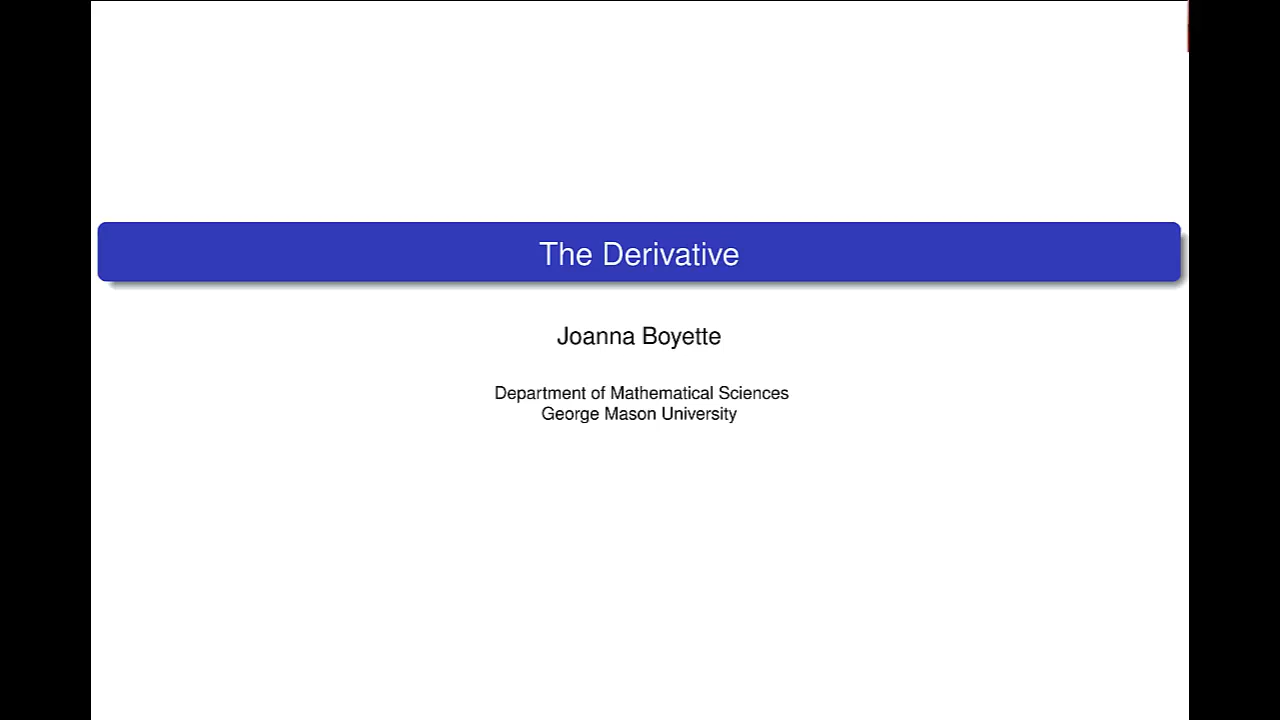 The Derivative
Joanna Boyette
Department of Mathematical Sciences
George Mason University